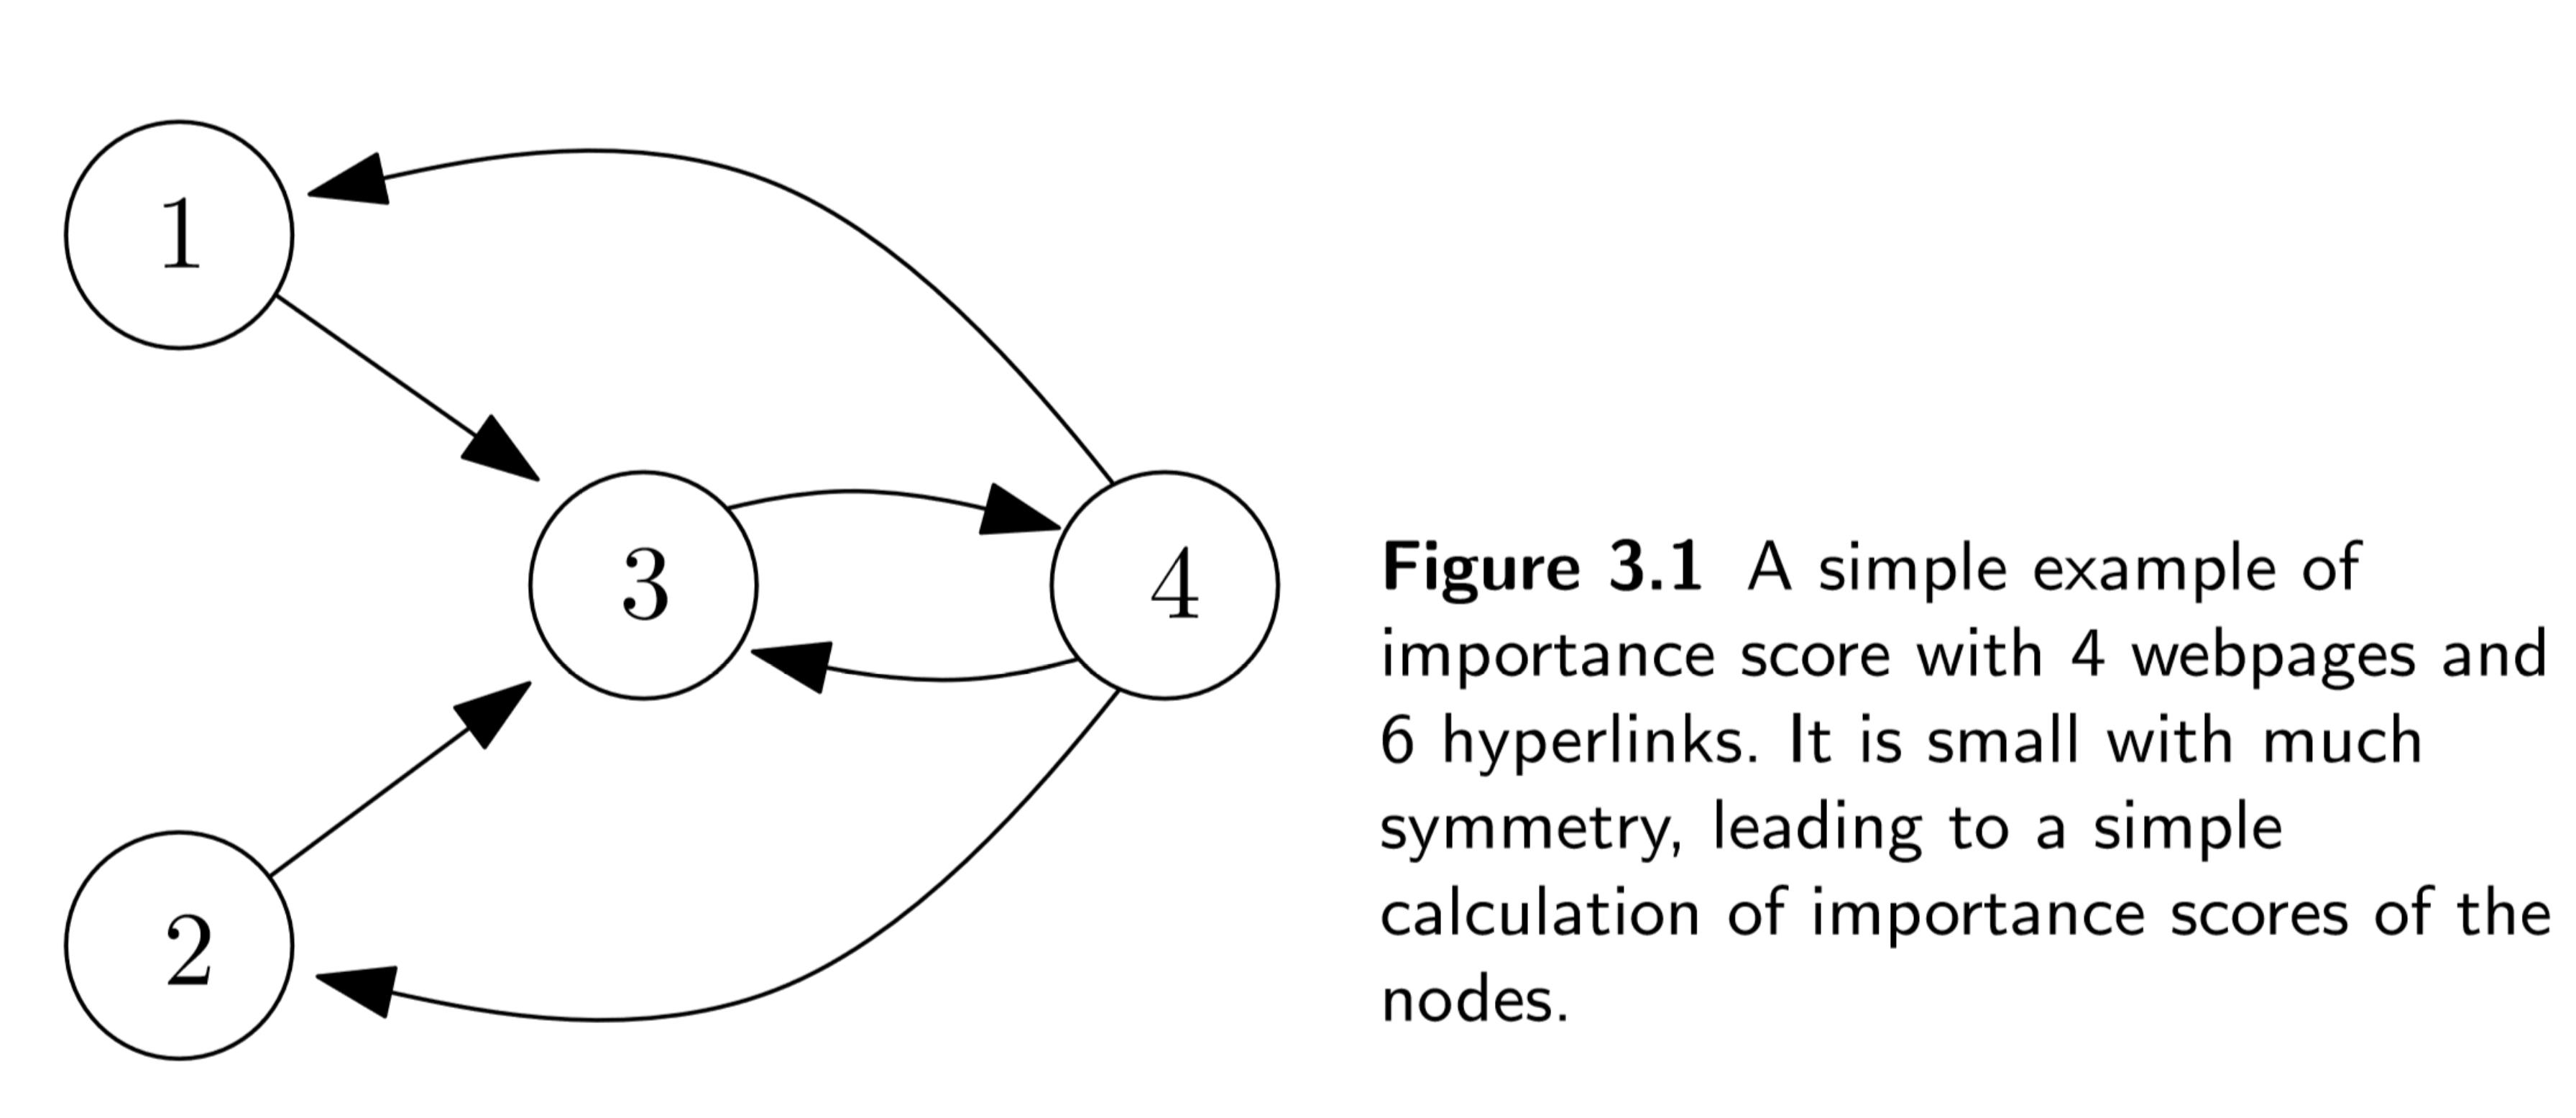 1
3
4
2
Figure 3.1 A simple example of
importance score with 4 webpages and
6 hyperlinks. It is small with much
symmetry, leading to a simple
calculation of importance scores of the
nodes.